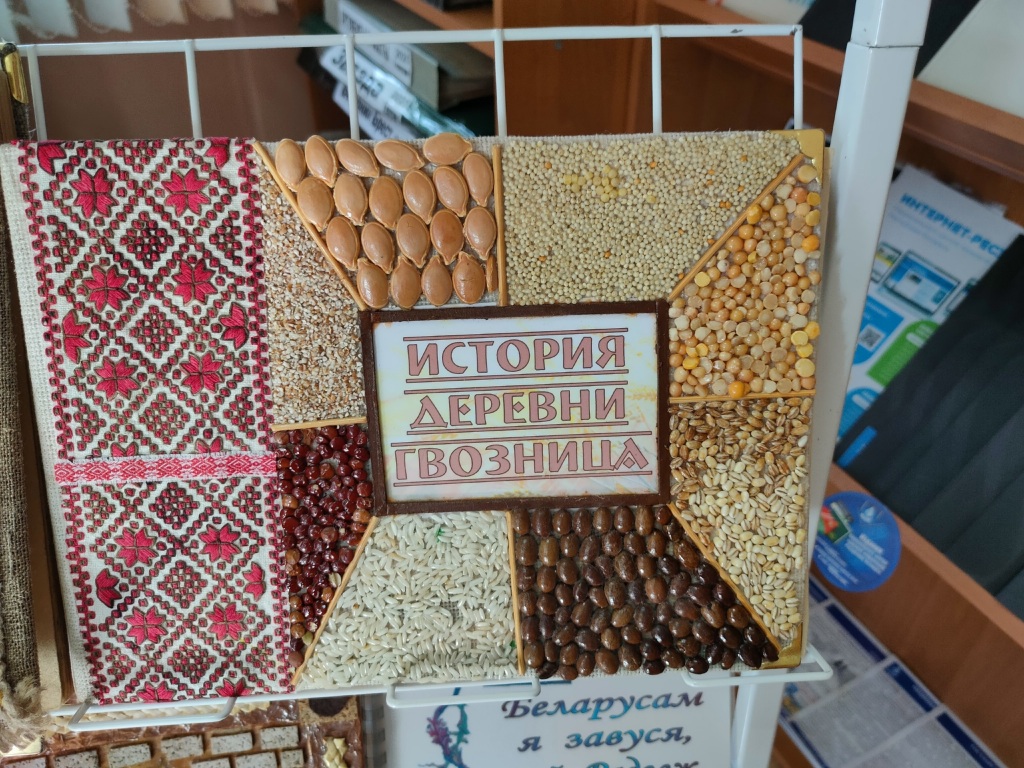 ИСТОРИЯ
ДЕРЕВНИ
ГВОЗНИЦА
ИНТЕРНЕТ-РЕС
Беларусам
я завуся,